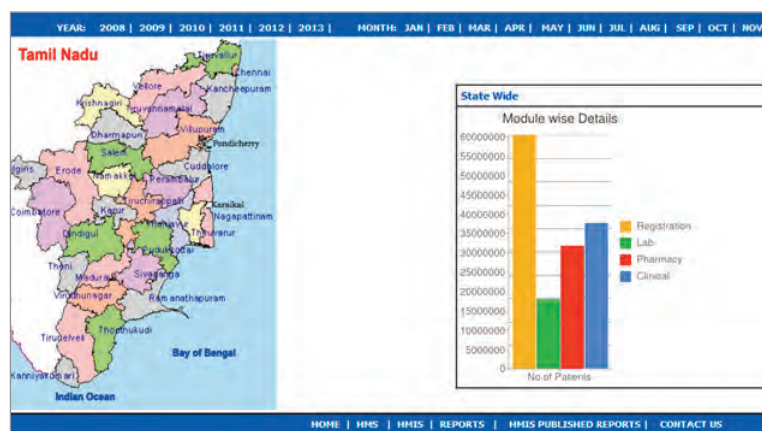 YEAR: 2008 | 2009 | 2010 | 2011 | 2012 | 2013 | MONTH: JAN | FEB | MAR | APR | MAY | JUN | JUL | AUG | SEP | OCT | NOV
Tamil Nadu
Tiruvallur
Chennai
Vellore
Kancheepuram
Krishnagiri
Tiruvannamalai
Dharmapuri
Villupuram
Pondicherry
Salem
Cuddalore
Erode
Namakkal
Perambalur
Tiruchirappalli
Karaikal
Coimbatore
Karur
Nagapattinam
Thanjavur
Thiruvarur
Dindigul
Pudukkottai
Theni
Madurai
Sivaganga
Virudhunagar
Ramanathapuram
Thoothukudi
Tirunelveli
Bay of Bengal
Kanniyakumari
Indian Ocean
State Wide
Module wise Details
60000000
50000000
45000000
40000000
35000000
30000000
25000000
20000000
15000000
10000000
5000000
0
No.of Patients
Registration
Lab
Pharmacy
Clinical
HOME | HMS | HMIS | REPORTS | HMIS PUBLISHED REPORTS | CONTACT US